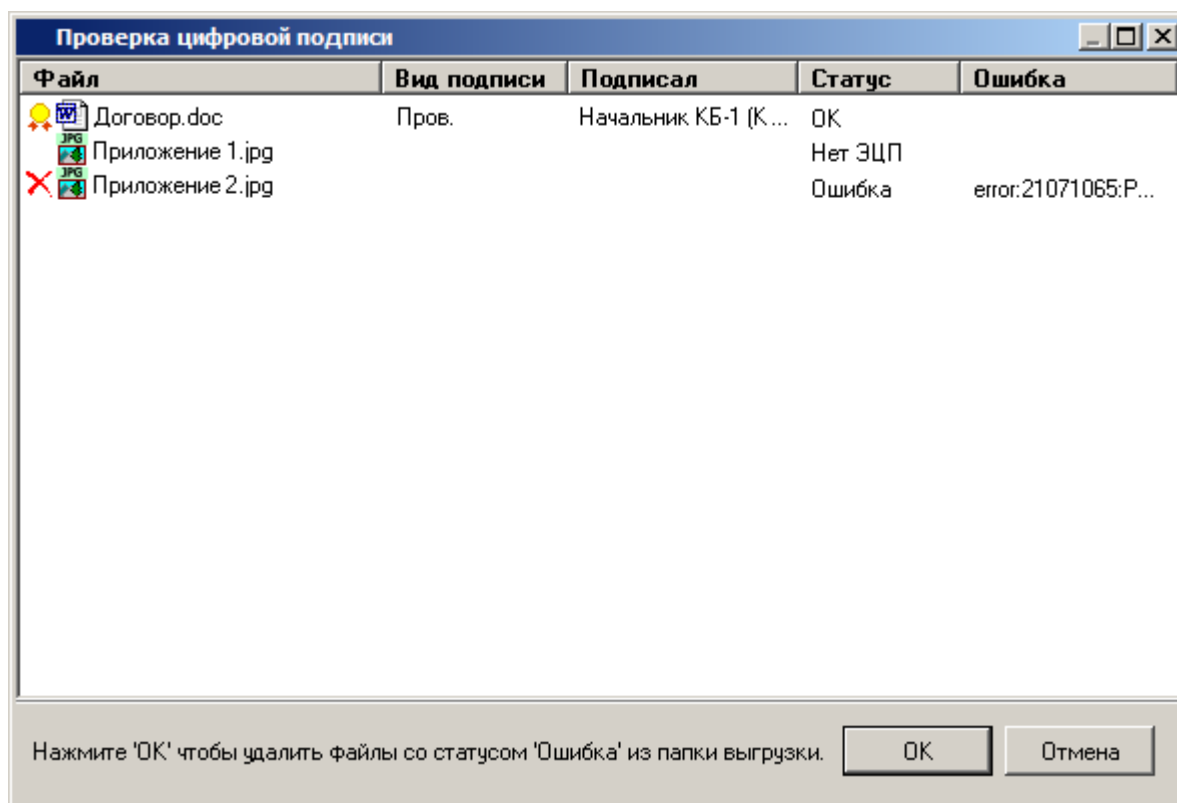 Проверка цифровой подписи
Файл Вид подписи Подписал Статус Ошибка
Договор.doc Пров. Начальник КБ-1 (К... OK
JPG Приложение 1.jpg Нет ЭЦП
JPG Приложение 2.jpg Ошибка error:21071065:P...
Нажмите 'OK' чтобы удалить файлы со статусом 'Ошибка' из папки выгрузки. OK Отмена